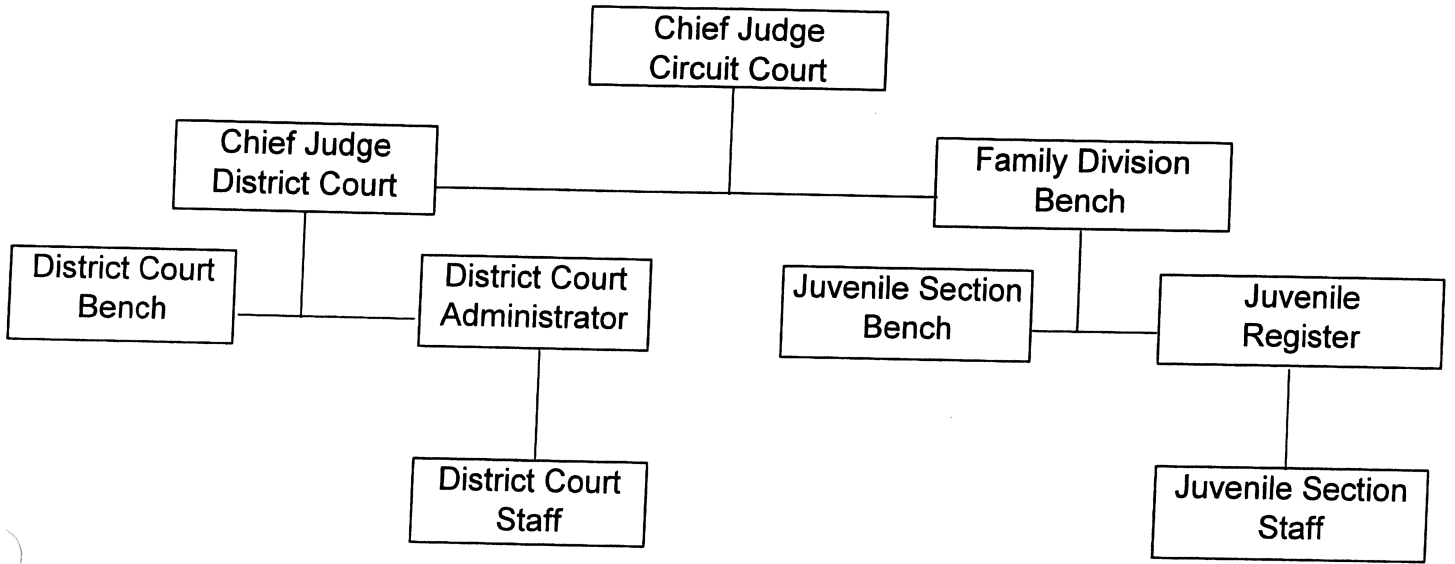 Chief Judge
Circuit Court
Chief Judge
District Court
Family Division
Bench
District Court
Bench
District Court
Administrator
Juvenile Section
Bench
Juvenile
Register
District Court
Staff
Juvenile Section
Staff